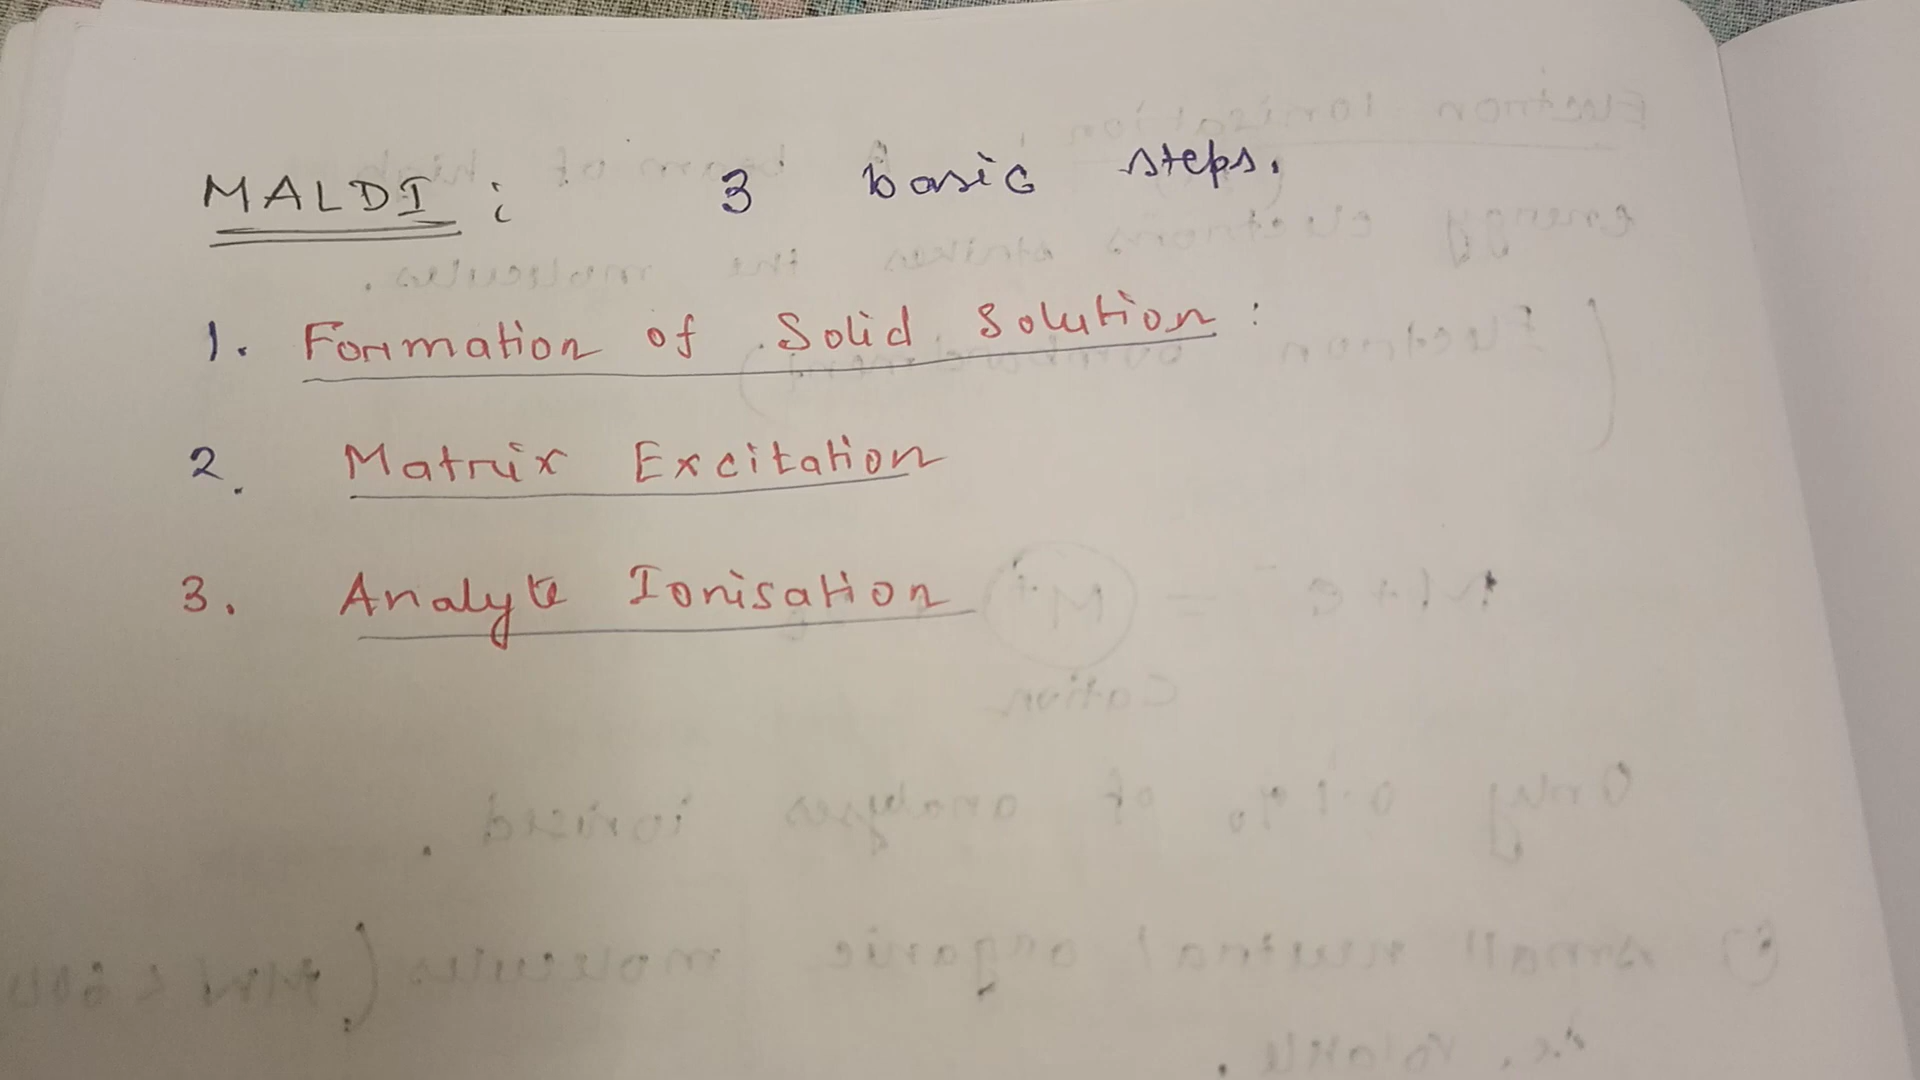 MALDI : 3 basic steps.
1. Formation of Solid Solution :
2. Matrix Excitation
3. Analyte Ionisation